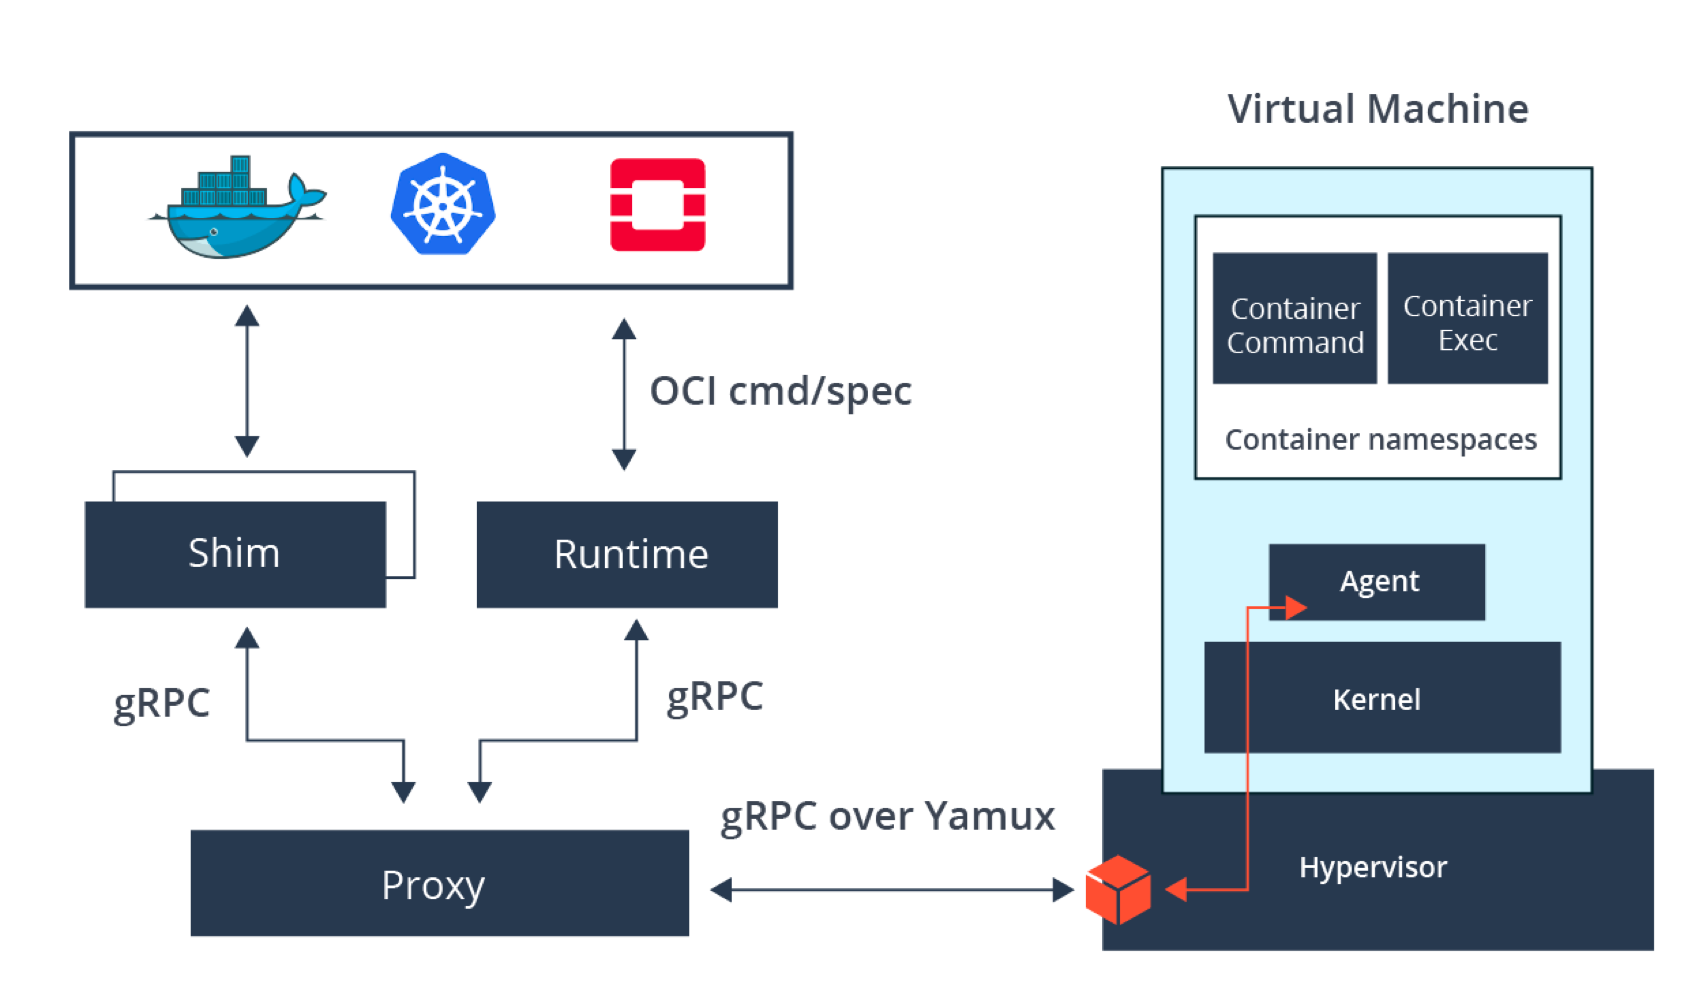 Virtual Machine
Container
Command
Container
Exec
OCI cmd/spec
Container namespaces
Shim
Runtime
Agent
gRPC
gRPC
Kernel
gRPC over Yamux
Proxy
Hypervisor